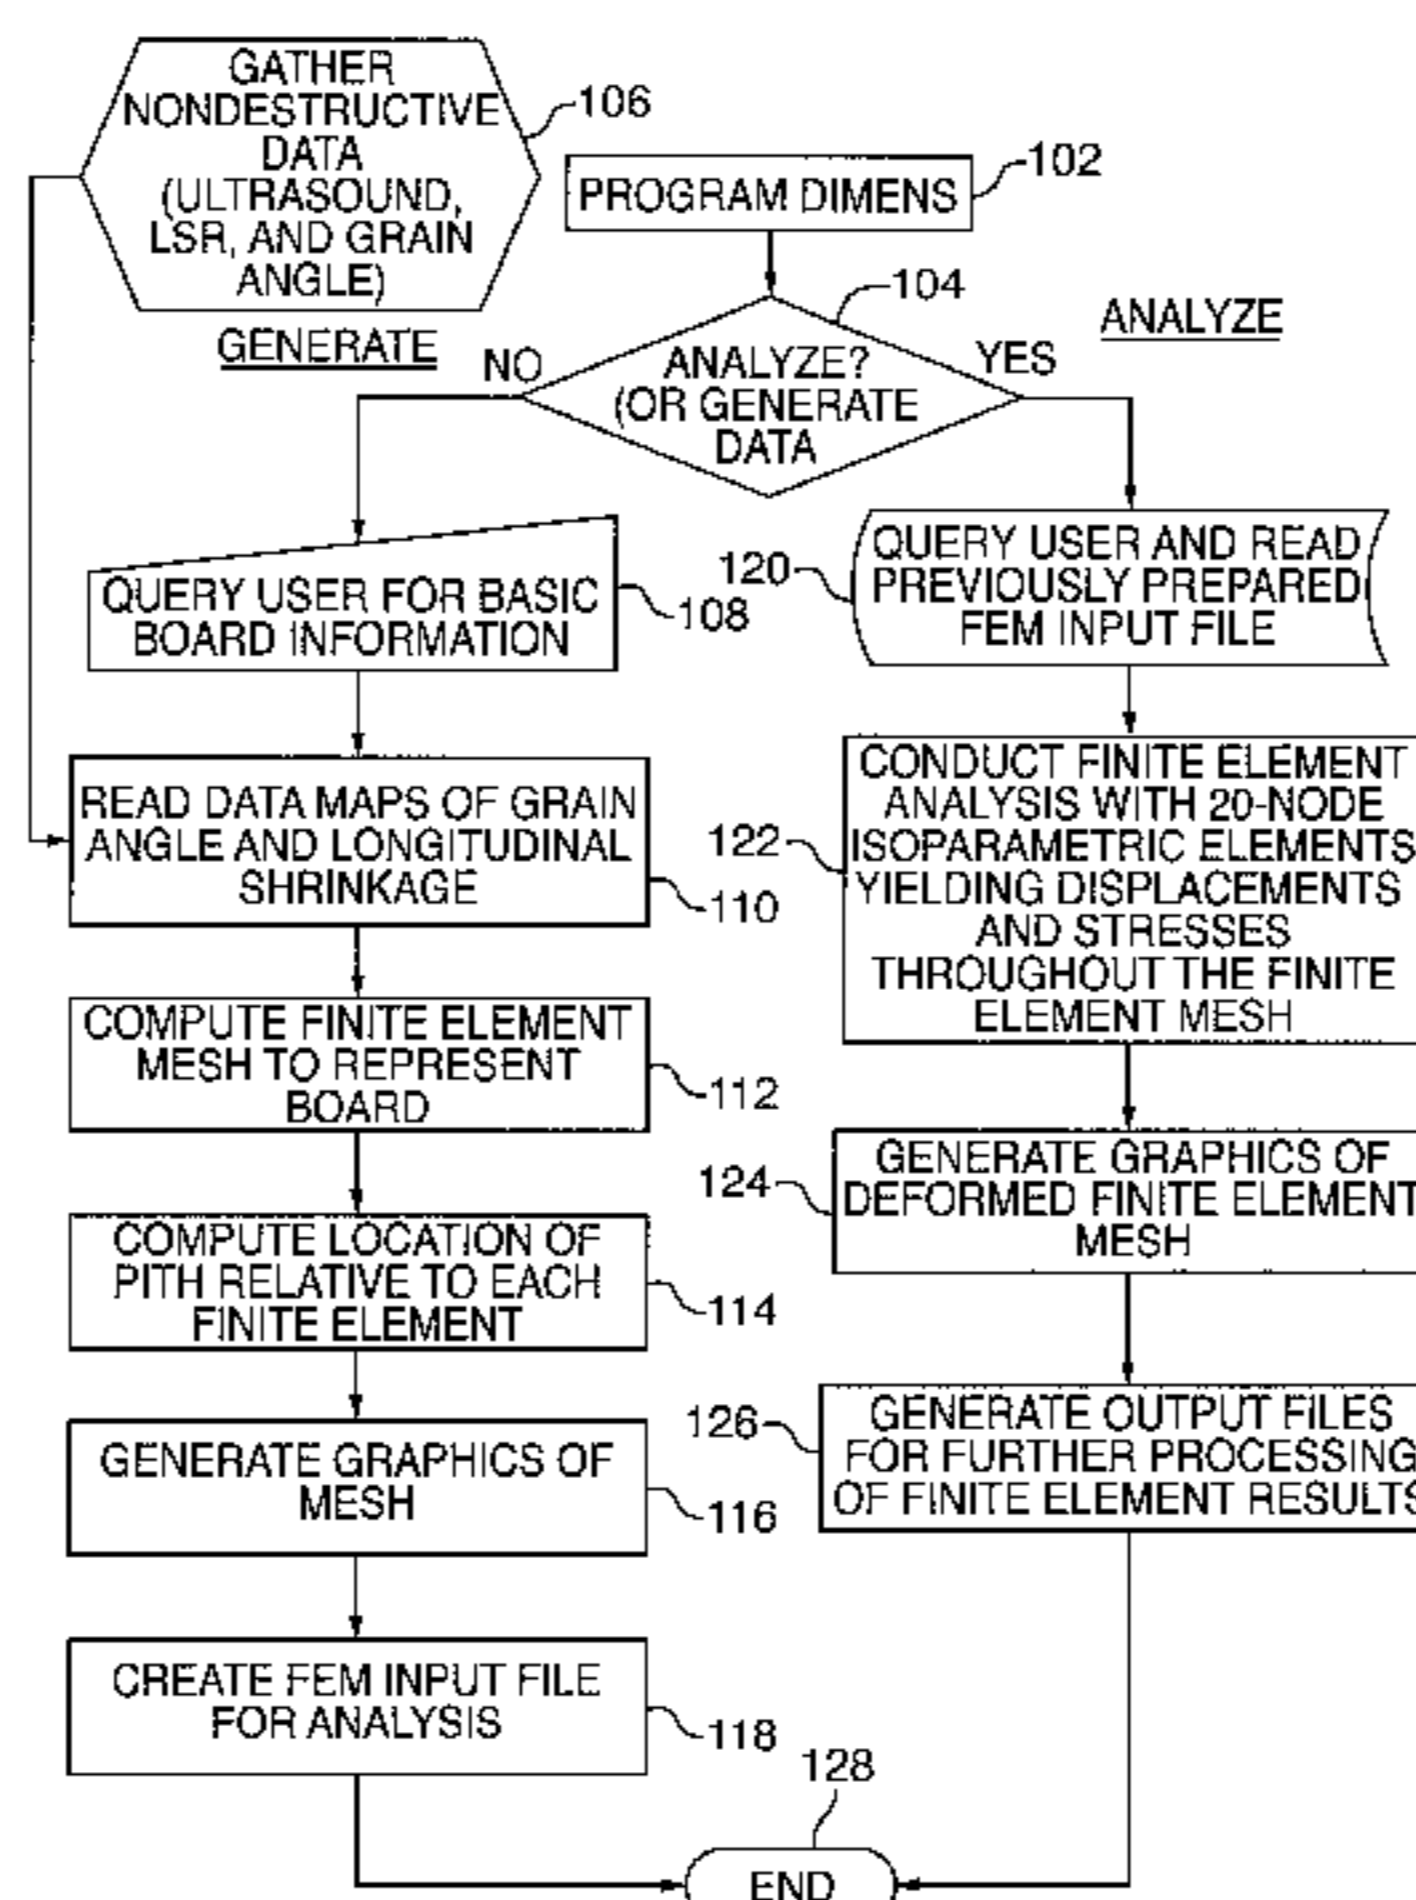 GATHER
NONDESTRUCTIVE
DATA
(ULTRASOUND,
LSR, AND GRAIN
ANGLE)
106
PROGRAM DIMENS
102
104
GENERATE
NO
ANALYZE?
(OR GENERATE
DATA
YES
ANALYZE
QUERY USER FOR BASIC
BOARD INFORMATION
108
120
QUERY USER AND READ
PREVIOUSLY PREPARED
FEM INPUT FILE
READ DATA MAPS OF GRAIN
ANGLE AND LONGITUDINAL
SHRINKAGE
110
122
CONDUCT FINITE ELEMENT
ANALYSIS WITH 20-NODE
ISOPARAMETRIC ELEMENTS
YIELDING DISPLACEMENTS
AND STRESSES
THROUGHOUT THE FINITE
ELEMENT MESH
COMPUTE FINITE ELEMENT
MESH TO REPRESENT
BOARD
112
124
GENERATE GRAPHICS OF
DEFORMED FINITE ELEMENT
MESH
COMPUTE LOCATION OF
PITH RELATIVE TO EACH
FINITE ELEMENT
114
126
GENERATE OUTPUT FILES
FOR FURTHER PROCESSING
OF FINITE ELEMENT RESULTS
GENERATE GRAPHICS OF
MESH
116
CREATE FEM INPUT FILE
FOR ANALYSIS
118
128
END